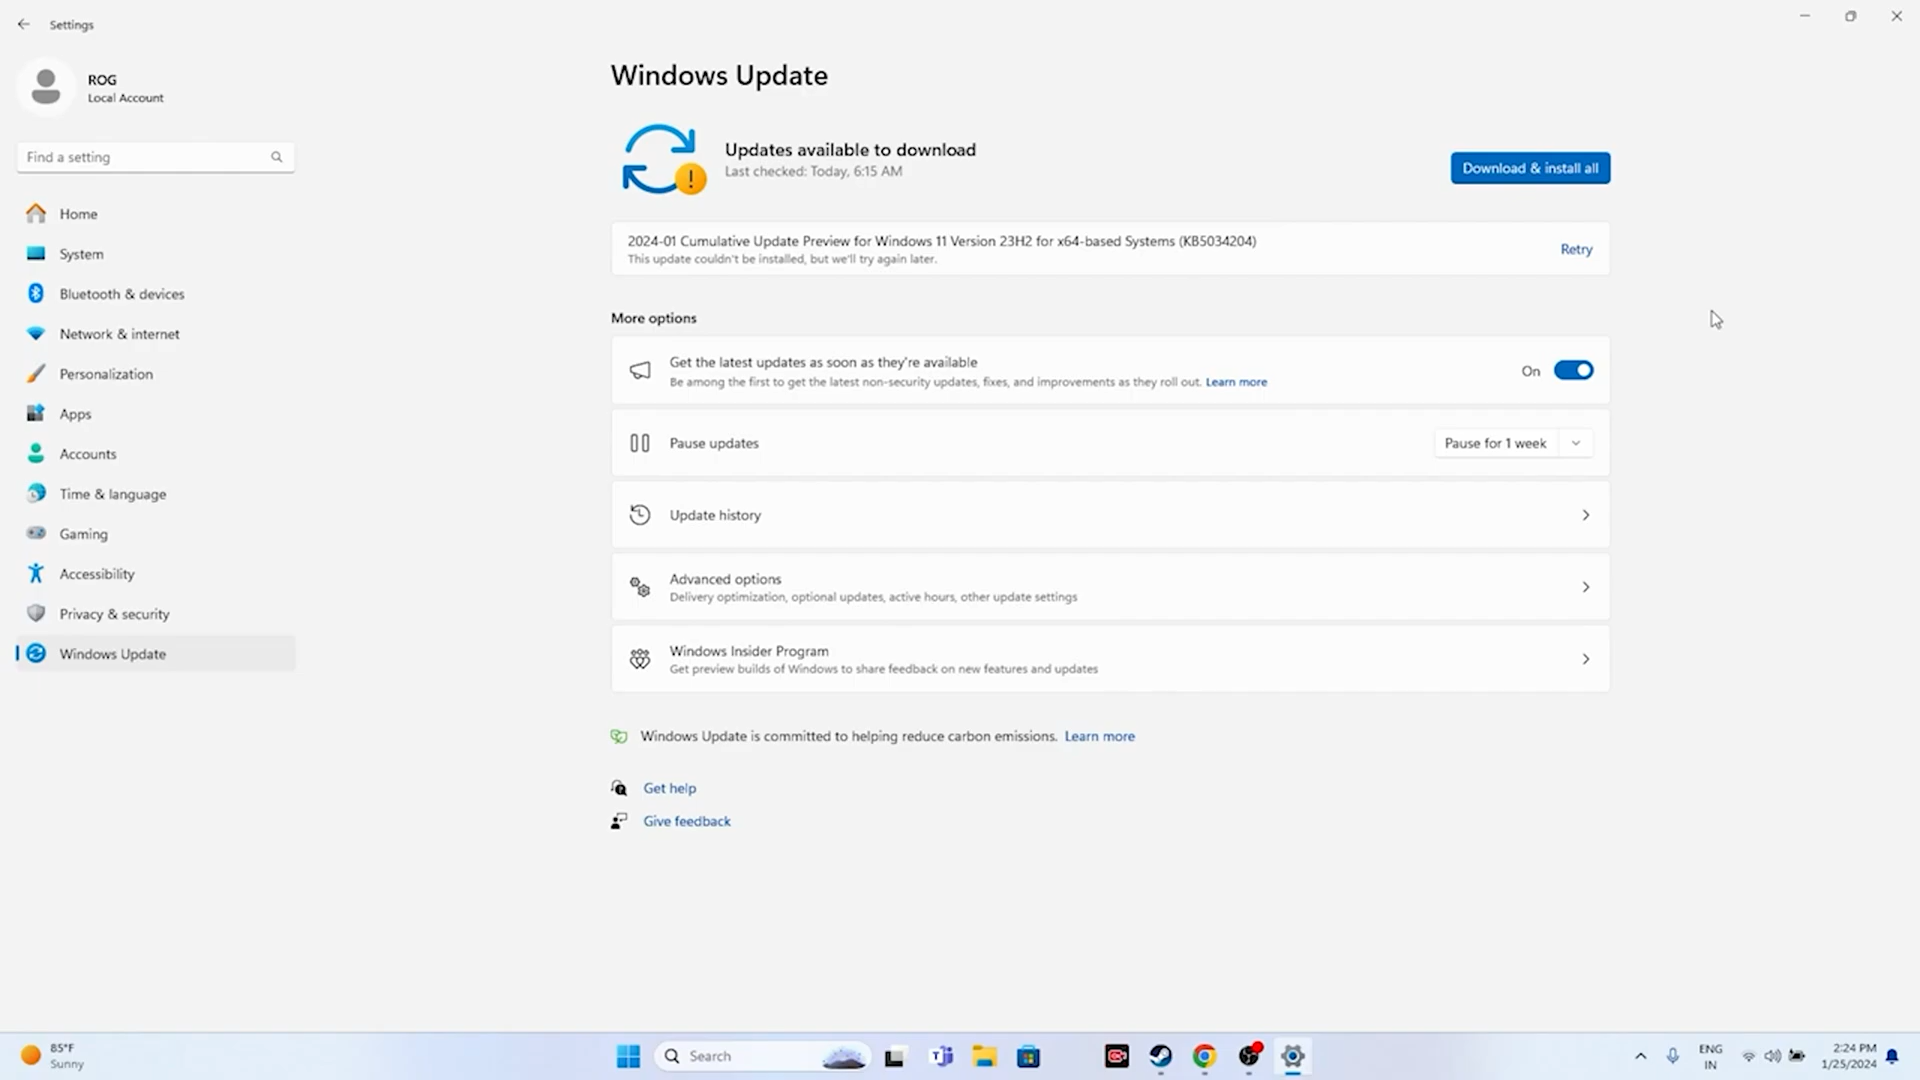 Settings
ROG
Local Account
Find a setting
Home
System
Bluetooth & devices
Network & internet
Personalization
Apps
Accounts
Time & language
Gaming
Accessibility
Privacy & security
Windows Update
Windows Update
Updates available to download
Last checked: Today, 6:15 AM
Download & install all
2024-01 Cumulative Update Preview for Windows 11 Version 23H2 for x64-based Systems (KB5034204)
This update couldn't be installed, but we'll try again later.
Retry
More options
Get the latest updates as soon as they're available
Be among the first to get the latest non-security updates, fixes, and improvements as they roll out. Learn more
On
Pause updates
Pause for 1 week
Update history
Advanced options
Delivery optimization, optional updates, active hours, other update settings
Windows Insider Program
Get preview builds of Windows to share feedback on new features and updates
Windows Update is committed to helping reduce carbon emissions. Learn more
Get help
Give feedback
85°F
Sunny
Search
ENG
IN
2:24 PM
1/25/2024